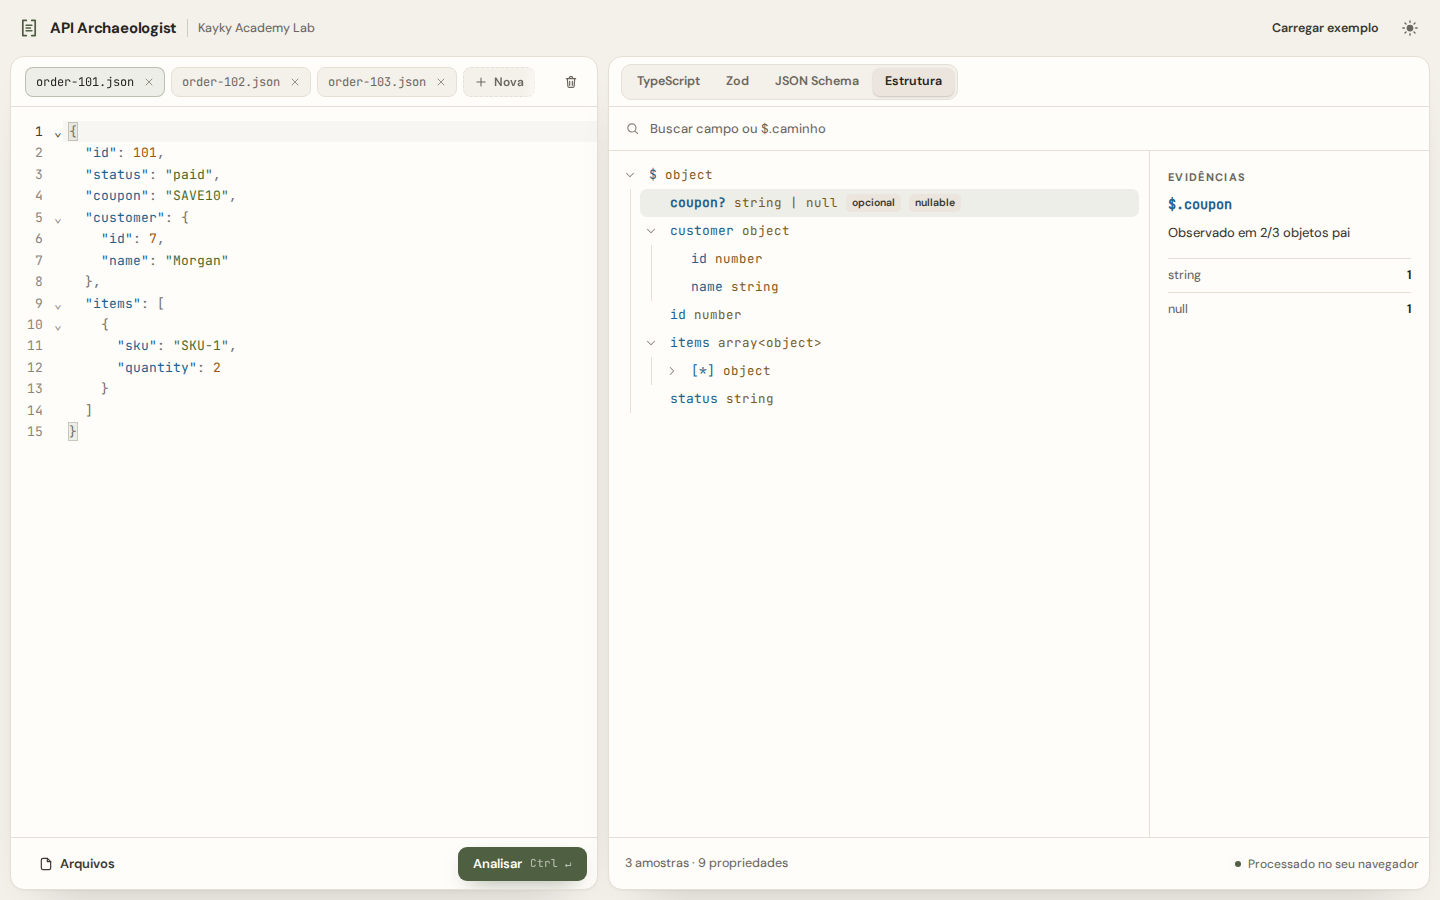 API Archaeologist
Kayky Academy Lab
Carregar exemplo
order-101.json
order-102.json
order-103.json
Nova
1 {
2 "id": 101,
3 "status": "paid",
4 "coupon": "SAVE10",
5 "customer": {
6 "id": 7,
7 "name": "Morgan"
8 },
9 "items": [
10 {
11 "sku": "SKU-1",
12 "quantity": 2
13 }
14 ]
15 }
Arquivos
Analisar Ctrl ↵
TypeScript Zod JSON Schema Estrutura
Buscar campo ou $.caminho
$ object
coupon? string | null opcional nullable
customer object
id number
name string
id number
items array<object>
[*] object
status string
EVIDÊNCIAS
$.coupon
Observado em 2/3 objetos pai
string 1
null 1
3 amostras · 9 propriedades
Processado no seu navegador